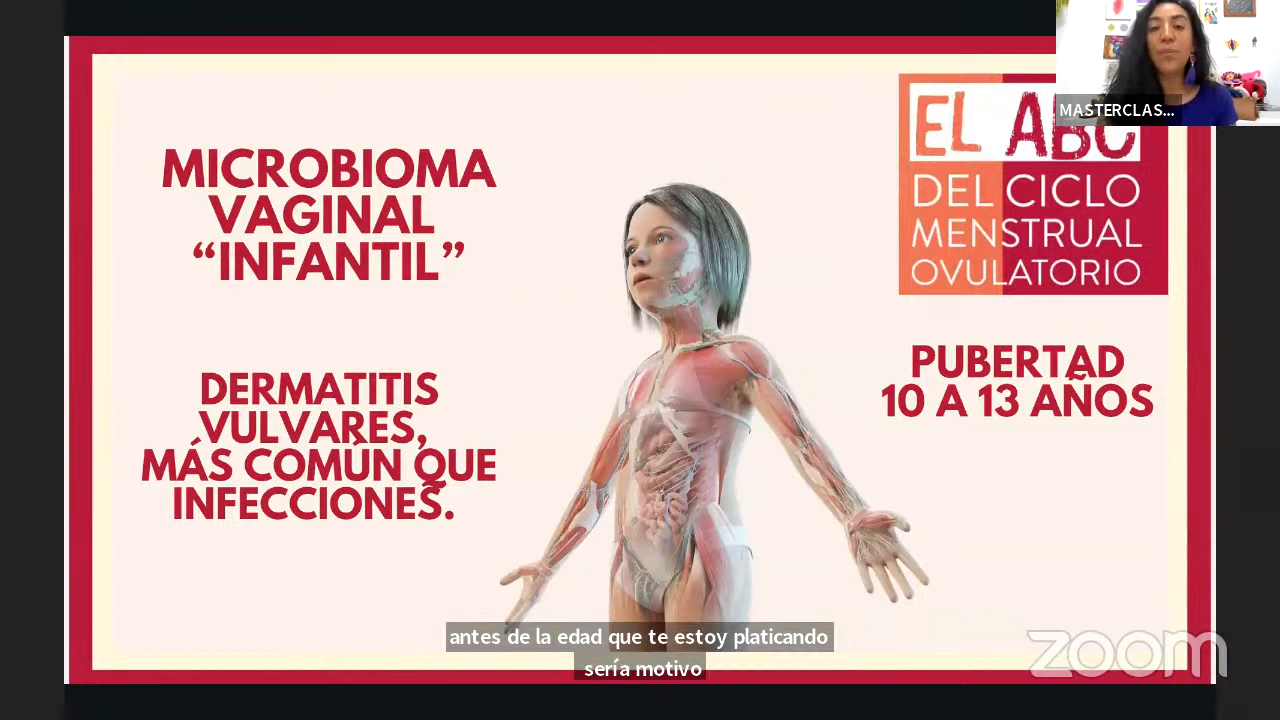 MASTERCLAS...
EL ABC
DEL CICLO
MENSTRUAL
OVULATORIO
MICROBIOMA
VAGINAL
“INFANTIL”
DERMATITIS
VULVARES,
MÁS COMÚN QUE
INFECCIONES.
PUBERTAD
10 A 13 AÑOS
antes de la edad que te estoy platicando
sería motivo
zoom